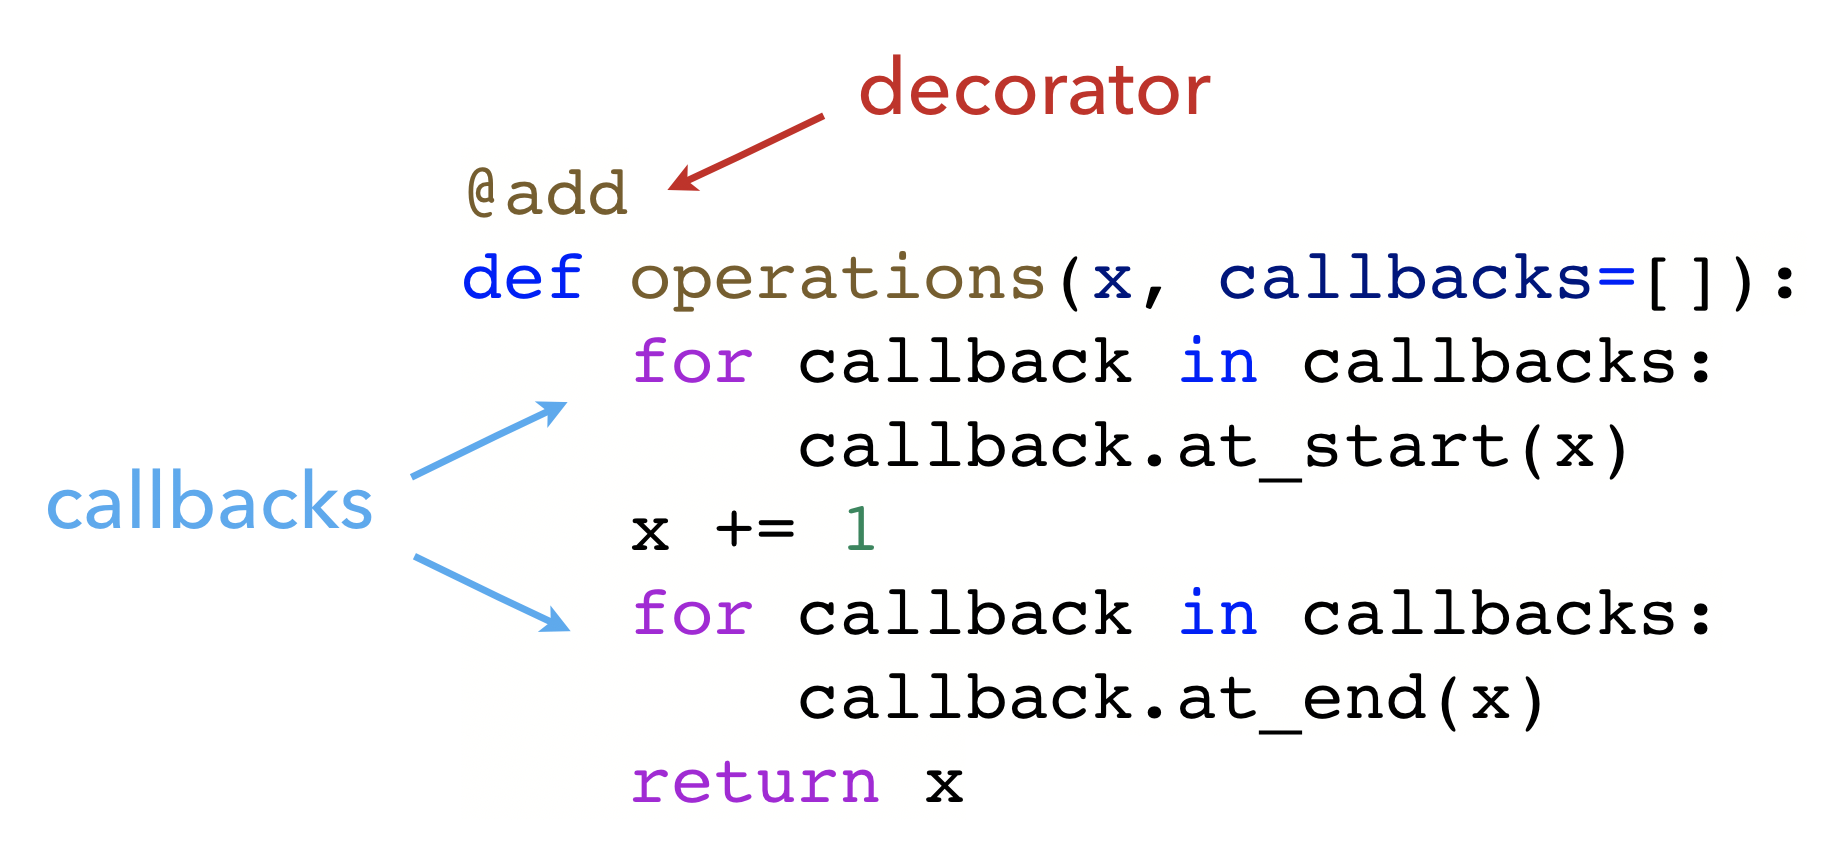 decorator
@add
def operations(x, callbacks=[]):
    for callback in callbacks:
        callback.at_start(x)
callbacks
    x += 1
    for callback in callbacks:
        callback.at_end(x)
    return x